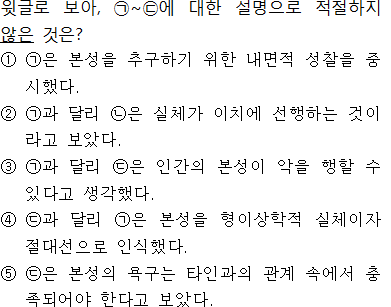 윗글로 보아, ㉠~㉢에 대한 설명으로 적절하지
않은 것은?
① ㉠은 본성을 추구하기 위한 내면적 성찰을 중
시했다.
② ㉠과 달리 ㉡은 실체가 이치에 선행하는 것이
라고 보았다.
③ ㉠과 달리 ㉢은 인간의 본성이 악을 행할 수
있다고 생각했다.
④ ㉢과 달리 ㉠은 본성을 형이상학적 실체이자
절대선으로 인식했다.
⑤ ㉢은 본성의 욕구는 타인과의 관계 속에서 충
족되어야 한다고 보았다.